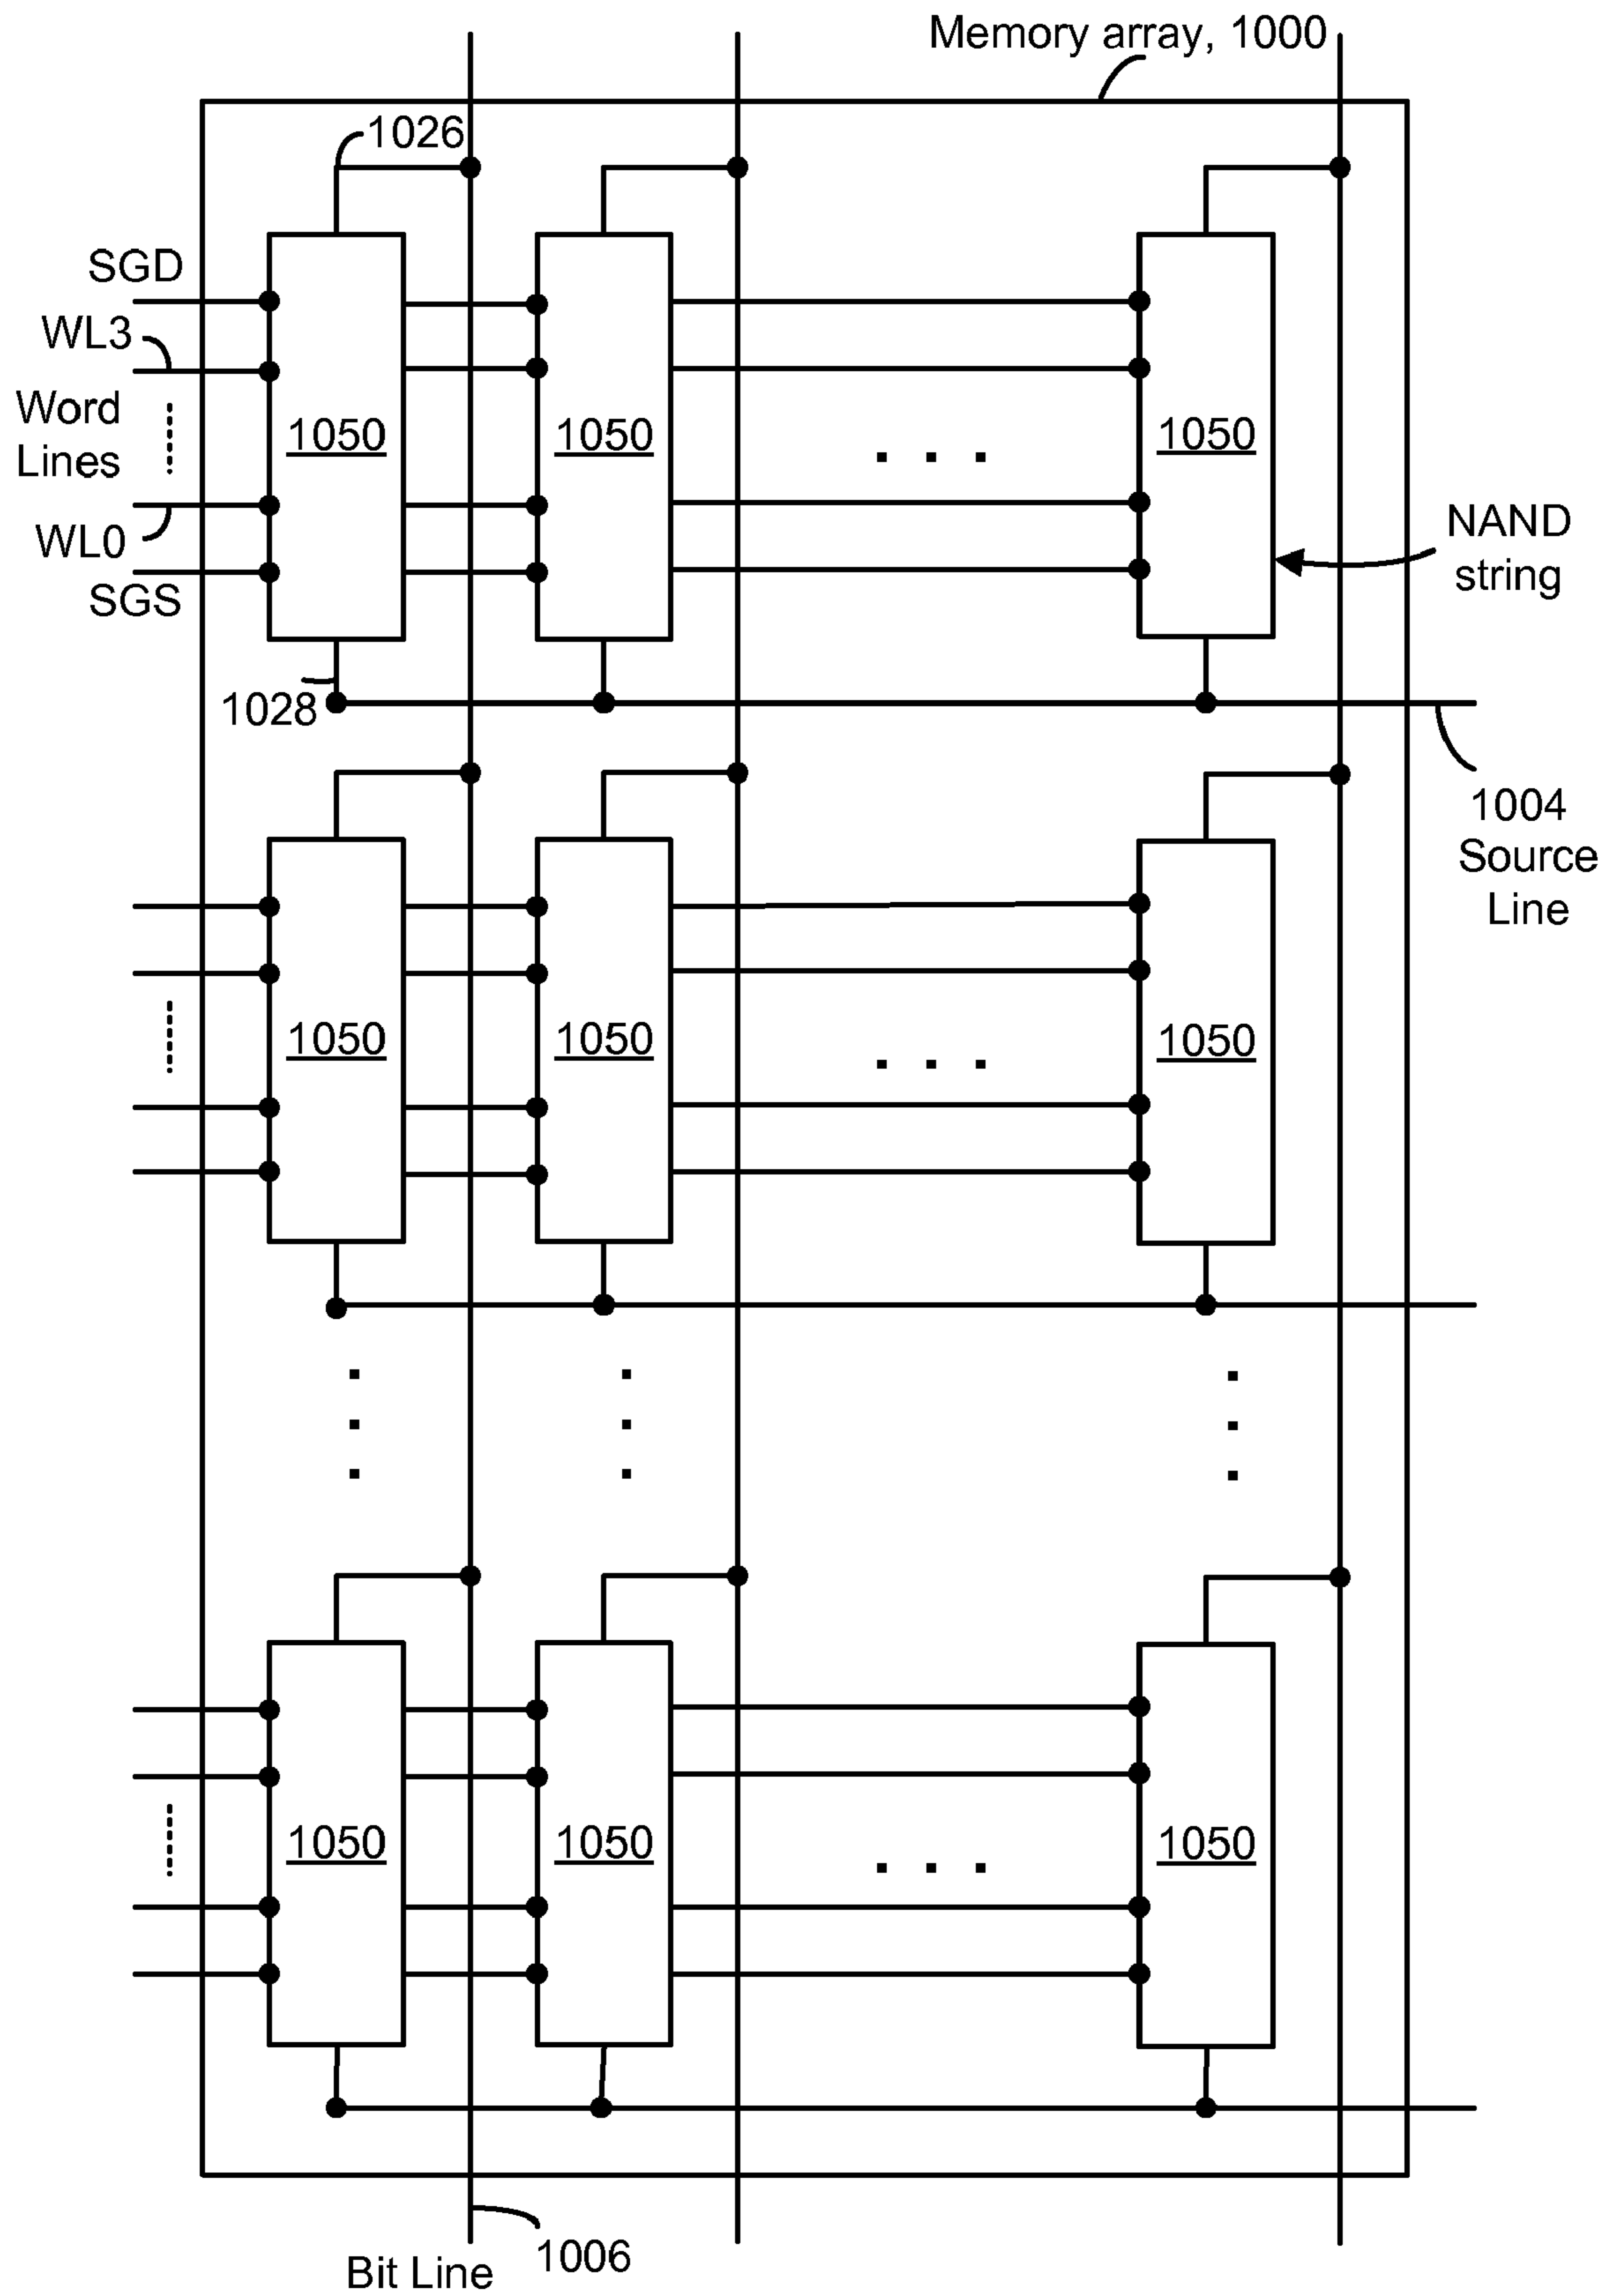 Memory array, 1000
1026
SGD
WL3
Word
Lines
WL0
SGS
1050
1050
1050
NAND
string
1028
1004
Source
Line
1050
1050
1050
1050
1050
1050
1006
Bit Line